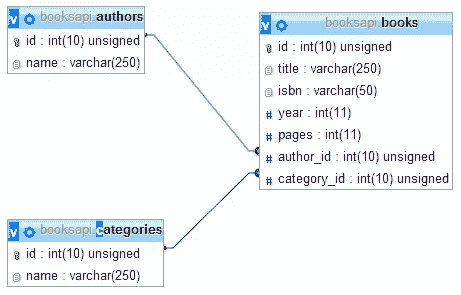 booksapi authors
id : int(10) unsigned
name : varchar(250)
booksapi books
id : int(10) unsigned
title : varchar(250)
isbn : varchar(50)
year : int(11)
pages : int(11)
author_id : int(10) unsigned
category_id : int(10) unsigned
booksapi categories
id : int(10) unsigned
name : varchar(250)